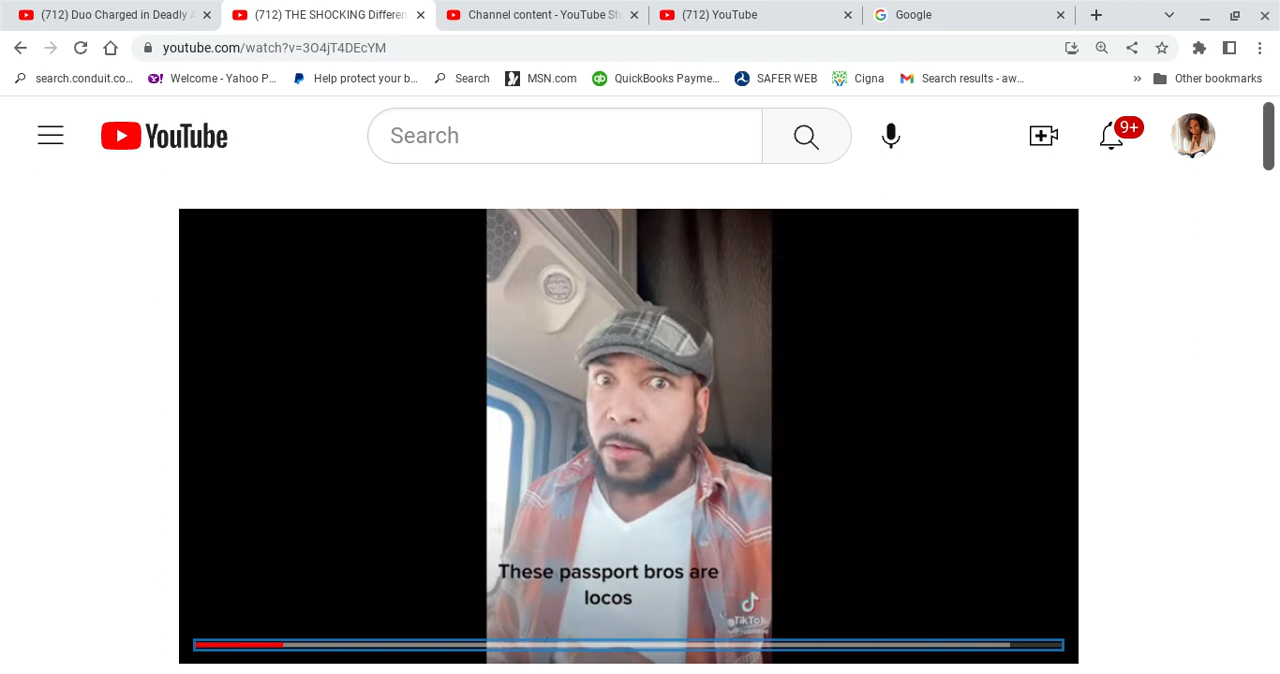 (712) Duo Charged in Deadly
(712) THE SHOCKING Differen
Channel content - YouTube St
(712) YouTube
Google
youtube.com/watch?v=3O4jT4DEcYM
search.conduit.co...
Welcome - Yahoo P...
Help protect your b...
Search
MSN.com
QuickBooks Payme...
SAFER WEB
Cigna
Search results - aw...
»
Other bookmarks
YouTube
Search
9+
These passport bros are
locos
TikTok